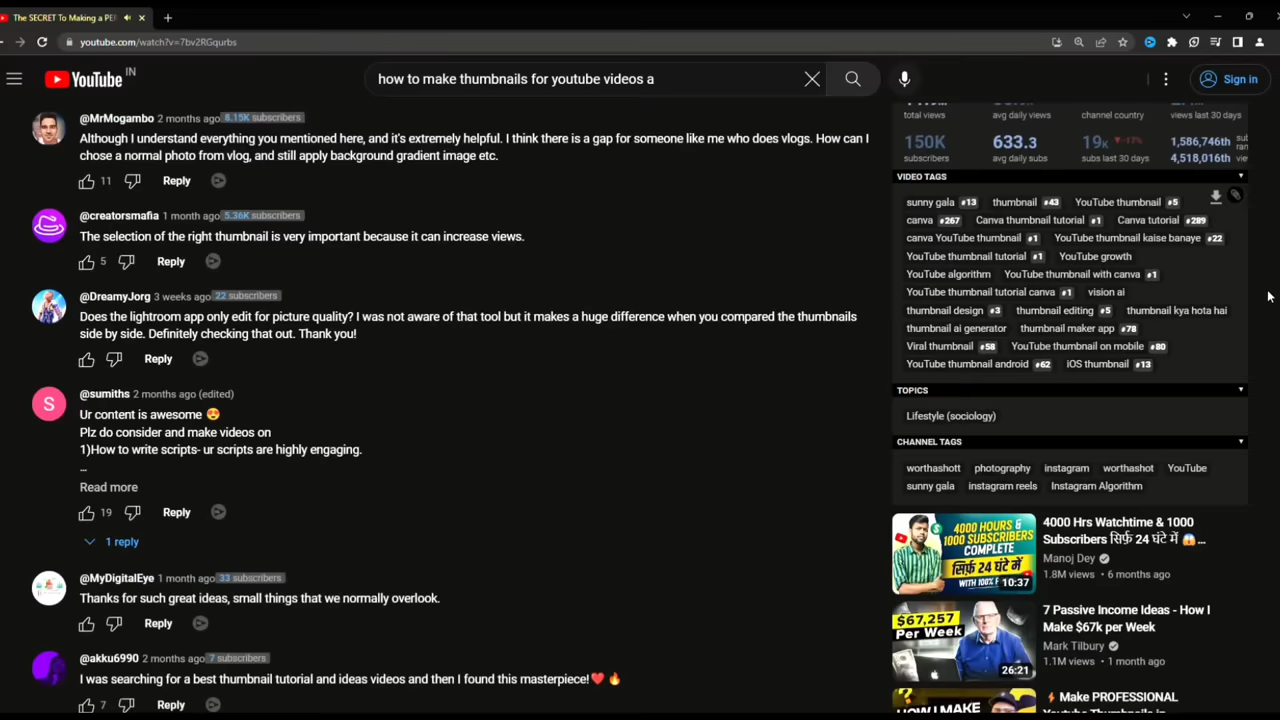 The SECRET To Making a PE
youtube.com/watch?v=7bv2RGqurbs
YouTube IN
how to make thumbnails for youtube videos a
Sign in
@MrMogambo 2 months ago 8.15K subscribers
Although I understand everything you mentioned here, and it's extremely helpful. I think there is a gap for someone like me who does vlogs. How can I
chose a normal photo from vlog, and still apply background gradient image etc.
11 Reply
@creatorsmafia 1 month ago 5.36K subscribers
The selection of the right thumbnail is very important because it can increase views.
5 Reply
@DreamyJorg 3 weeks ago 22 subscribers
Does the lightroom app only edit for picture quality? I was not aware of that tool but it makes a huge difference when you compared the thumbnails
side by side. Definitely checking that out. Thank you!
Reply
S
@sumiths 2 months ago (edited)
Ur content is awesome 😍
Plz do consider and make videos on
1)How to write scripts- ur scripts are highly engaging.
...
Read more
19 Reply
1 reply
@MyDigitalEye 1 month ago 33 subscribers
Thanks for such great ideas, small things that we normally overlook.
Reply
@akku6990 2 months ago 7 subscribers
I was searching for a best thumbnail tutorial and ideas videos and then I found this masterpiece!❤️🔥
7 Reply
total views avg daily views channel country views last 30 days
150K 633.3 19K -17% 1,586,746th
subscribers avg daily subs subs last 30 days 4,518,016th
VIDEO TAGS
sunny gala #13 thumbnail #43 YouTube thumbnail #5
canva #267 Canva thumbnail tutorial #1 Canva tutorial #289
canva YouTube thumbnail #1 YouTube thumbnail kaise banaye #22
YouTube thumbnail tutorial #1 YouTube growth
YouTube algorithm YouTube thumbnail with canva #1
YouTube thumbnail tutorial canva #1 vision ai
thumbnail design #3 thumbnail editing #5 thumbnail kya hota hai
thumbnail ai generator thumbnail maker app #78
Viral thumbnail #58 YouTube thumbnail on mobile #80
YouTube thumbnail android #62 iOS thumbnail #13
TOPICS
Lifestyle (sociology)
CHANNEL TAGS
worthashott photography instagram worthashot YouTube
sunny gala instagram reels Instagram Algorithm
4000 HOURS &
1000 SUBSCRIBERS
COMPLETE
सिर्फ़ 24 घंटे में
WITH 100%
10:37
4000 Hrs Watchtime & 1000
Subscribers सिर्फ़ 24 घंटे में 😱...
Manoj Dey
1.8M views • 6 months ago
$67,257
Per Week
26:21
7 Passive Income Ideas - How I
Make $67k per Week
Mark Tilbury
1.1M views • 1 month ago
HOW I MAKE
⚡ Make PROFESSIONAL
Youtube Thumbnails in